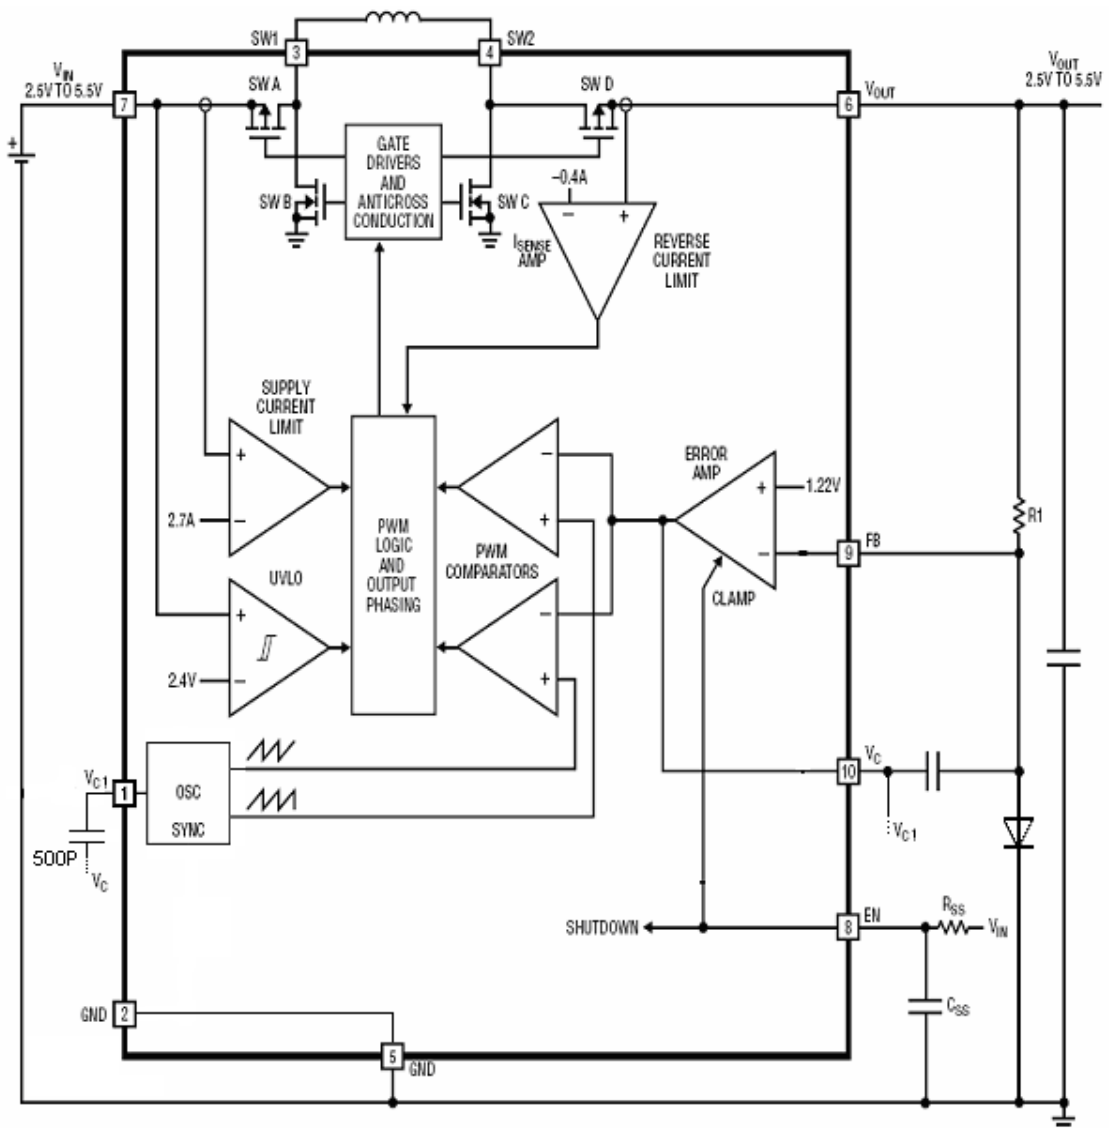 SW1
3
4
SW2
VIN
2.5V TO 5.5V
7
SW A
SW D
6
VOUT
VOUT
2.5V TO 5.5V
+
GATE
DRIVERS
AND
ANTICROSS
CONDUCTION
SW B
SW C
−0.4A
−
+
ISENSE
AMP
REVERSE
CURRENT
LIMIT
SUPPLY
CURRENT
LIMIT
+
2.7A
−
PWM
LOGIC
AND
OUTPUT
PHASING
−
+
PWM
COMPARATORS
ERROR
AMP
+
1.22V
−
CLAMP
R1
9
FB
UVLO
+
2.4V
−
−
+
VC1
1
OSC
SYNC
500P
VC
10
VC
VC1
SHUTDOWN
8
EN
RSS
VIN
CSS
GND
2
5
GND